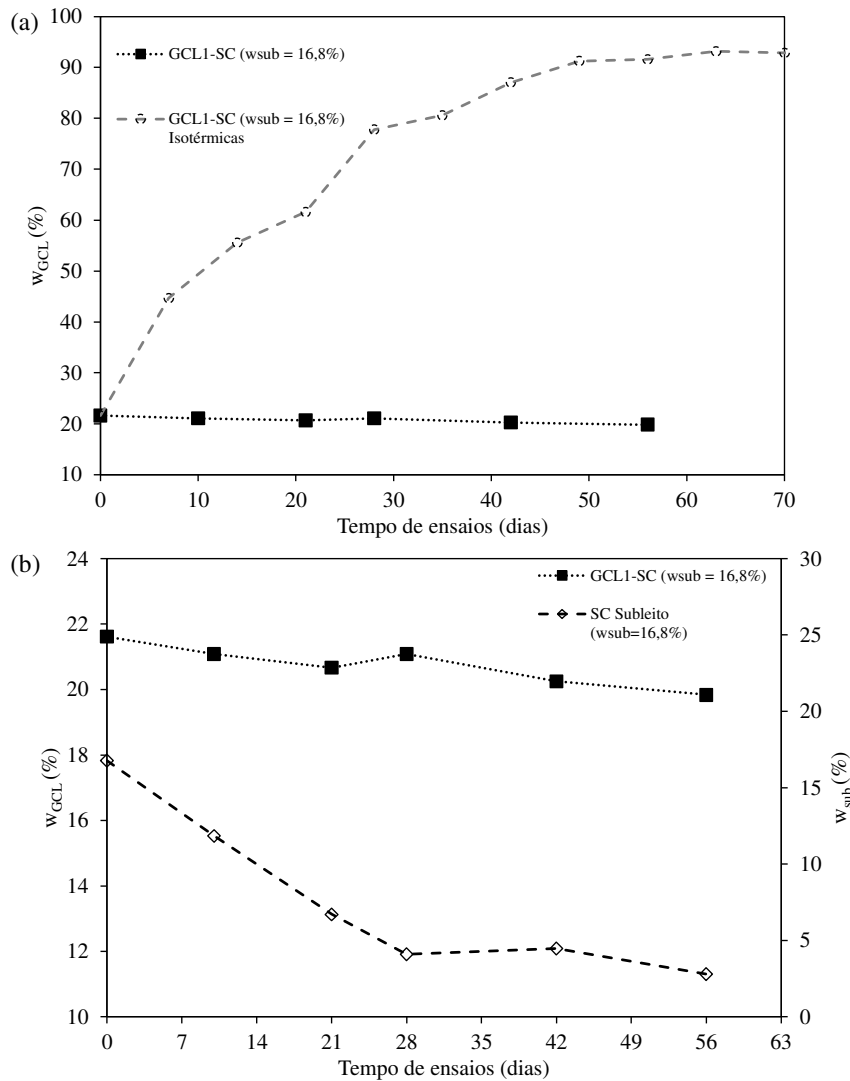 (a)
100
90
80
70
60
50
40
30
20
10
wGCL (%)
GCL1-SC (wsub = 16,8%)
GCL1-SC (wsub = 16,8%)
Isotérmicas
0 10 20 30 40 50 60 70
Tempo de ensaios (dias)
(b)
24
22
20
18
16
14
12
10
wGCL (%)
GCL1-SC (wsub = 16,8%)
SC Subleito
(wsub=16,8%)
30
25
20
15
10
5
0
wsub (%)
0 7 14 21 28 35 42 49 56 63
Tempo de ensaios (dias)